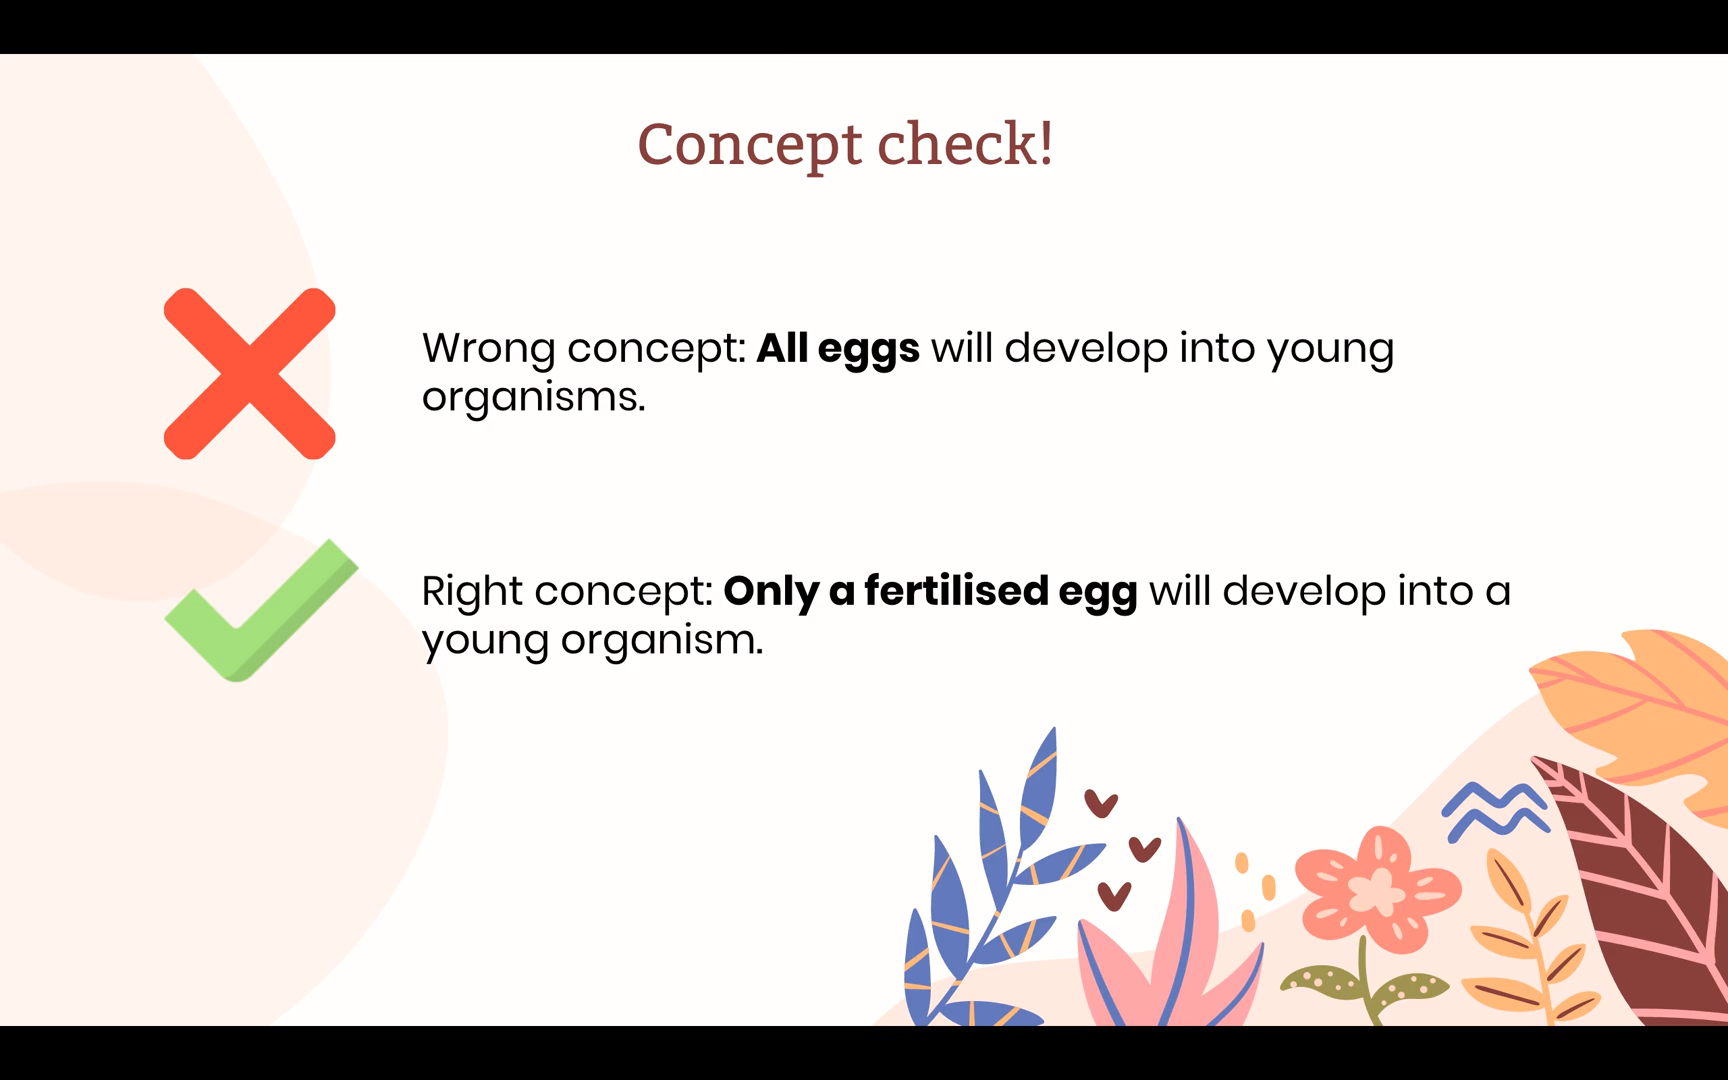 Concept check!
Wrong concept: All eggs will develop into young
organisms.
Right concept: Only a fertilised egg will develop into a
young organism.